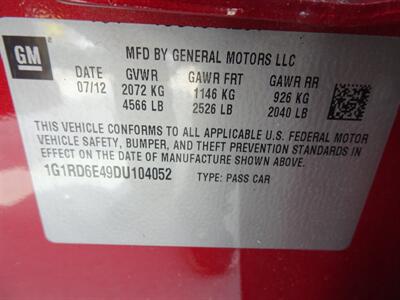 GM
MFD BY GENERAL MOTORS LLC
DATE GVWR GAWR FRT GAWR RR
07/12 2072 KG 1146 KG 926 KG
4566 LB 2526 LB 2040 LB
THIS VEHICLE CONFORMS TO ALL APPLICABLE U.S. FEDERAL MOTOR
VEHICLE SAFETY, BUMPER, AND THEFT PREVENTION STANDARDS IN
EFFECT ON THE DATE OF MANUFACTURE SHOWN ABOVE.
1G1RD6E49DU104052 TYPE: PASS CAR